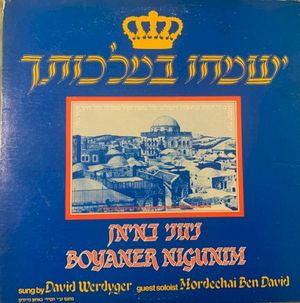 ישמחו במלכותך
ניגוני באיאן
BOYANER NIGUNIM
sung by David Werdyger guest soloist Mordechai Ben David